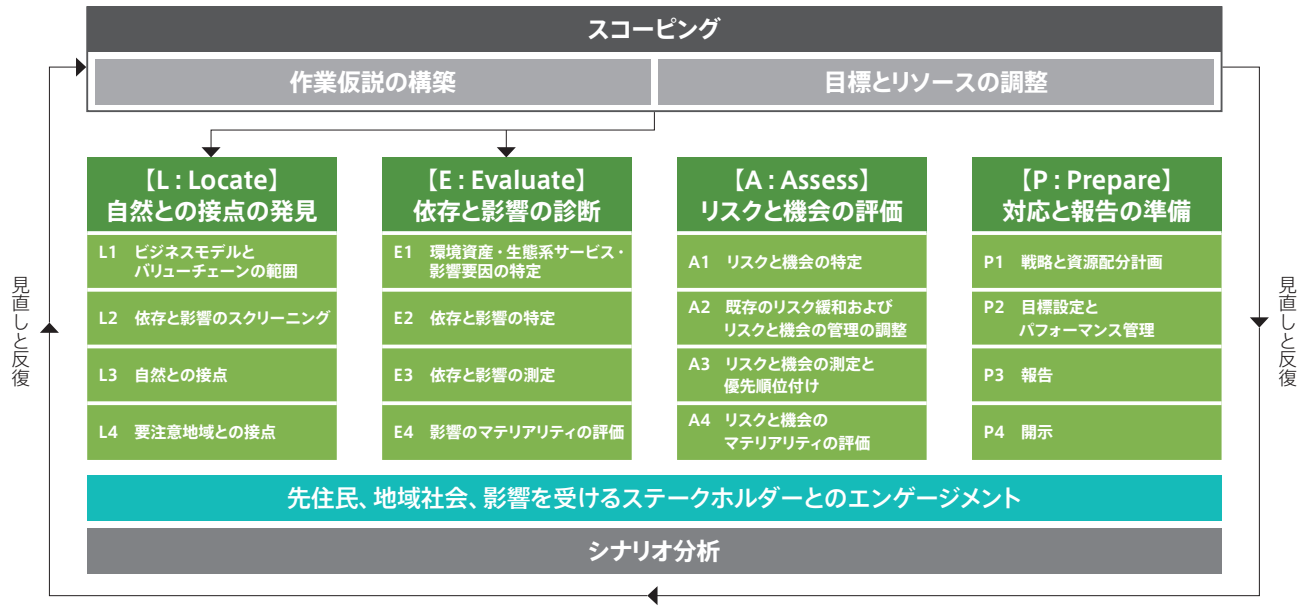 スコーピング
作業仮説の構築
目標とリソースの調整
【L : Locate】
自然との接点の発見
L1 ビジネスモデルと
バリューチェーンの範囲
L2 依存と影響のスクリーニング
L3 自然との接点
L4 要注意地域との接点
【E : Evaluate】
依存と影響の診断
E1 環境資産・生態系サービス・
影響要因の特定
E2 依存と影響の特定
E3 依存と影響の測定
E4 影響のマテリアリティの評価
【A : Assess】
リスクと機会の評価
A1 リスクと機会の特定
A2 既存のリスク緩和および
リスクと機会の管理の調整
A3 リスクと機会の測定と
優先順位付け
A4 リスクと機会の
マテリアリティの評価
【P : Prepare】
対応と報告の準備
P1 戦略と資源配分計画
P2 目標設定と
パフォーマンス管理
P3 報告
P4 開示
見直しと反復
見直しと反復
先住民、地域社会、影響を受けるステークホルダーとのエンゲージメント
シナリオ分析